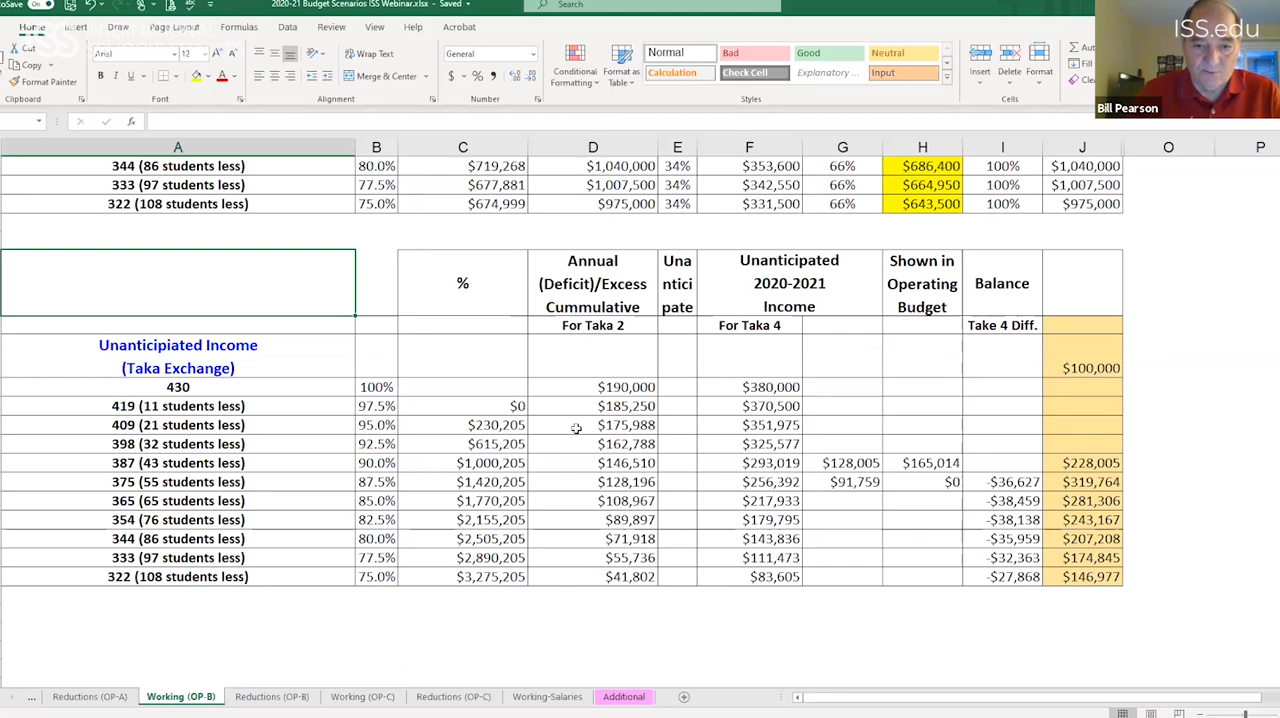 AutoSave On 2020-21 Budget Scenarios ISS Webinar.xlsx - Saved Search
Home Insert Draw Page Layout Formulas Data Review View Help
ISS.edu
Bill Pearson
Cut
Copy
Format Painter
Clipboard
Arial 12
B I U
Font
Wrap Text
Merge & Center
Alignment
General
$ % 9
Number
Conditional Formatting
Format as Table
Normal Bad Good Neutral
Calculation Check Cell Explanatory ... Input
Styles
Insert Delete Format
Cells
Fill
A B C D E F G H I J O P
344 (86 students less) 80.0% $719,268 $1,040,000 34% $353,600 66% $686,400 100% $1,040,000
333 (97 students less) 77.5% $677,881 $1,007,500 34% $342,550 66% $664,950 100% $1,007,500
322 (108 students less) 75.0% $674,999 $975,000 34% $331,500 66% $643,500 100% $975,000
%
Annual
(Deficit)/Excess
Cummulative
Una
ntici
pate
Unanticipated
2020-2021
Income
Shown in
Operating
Budget
Balance
For Taka 2 For Taka 4 Take 4 Diff.
Unanticipiated Income
(Taka Exchange) $100,000
430 100% $190,000 $380,000
419 (11 students less) 97.5% $0 $185,250 $370,500
409 (21 students less) 95.0% $230,205 $175,988 $351,975
398 (32 students less) 92.5% $615,205 $162,788 $325,577
387 (43 students less) 90.0% $1,000,205 $146,510 $293,019 $128,005 $165,014 $228,005
375 (55 students less) 87.5% $1,420,205 $128,196 $256,392 $91,759 $0 -$36,627 $319,764
365 (65 students less) 85.0% $1,770,205 $108,967 $217,933 -$38,459 $281,306
354 (76 students less) 82.5% $2,155,205 $89,897 $179,795 -$38,138 $243,167
344 (86 students less) 80.0% $2,505,205 $71,918 $143,836 -$35,959 $207,208
333 (97 students less) 77.5% $2,890,205 $55,736 $111,473 -$32,363 $174,845
322 (108 students less) 75.0% $3,275,205 $41,802 $83,605 -$27,868 $146,977
... Reductions (OP-A) Working (OP-B) Reductions (OP-B) Working (OP-C) Reductions (OP-C) Working-Salaries Additional